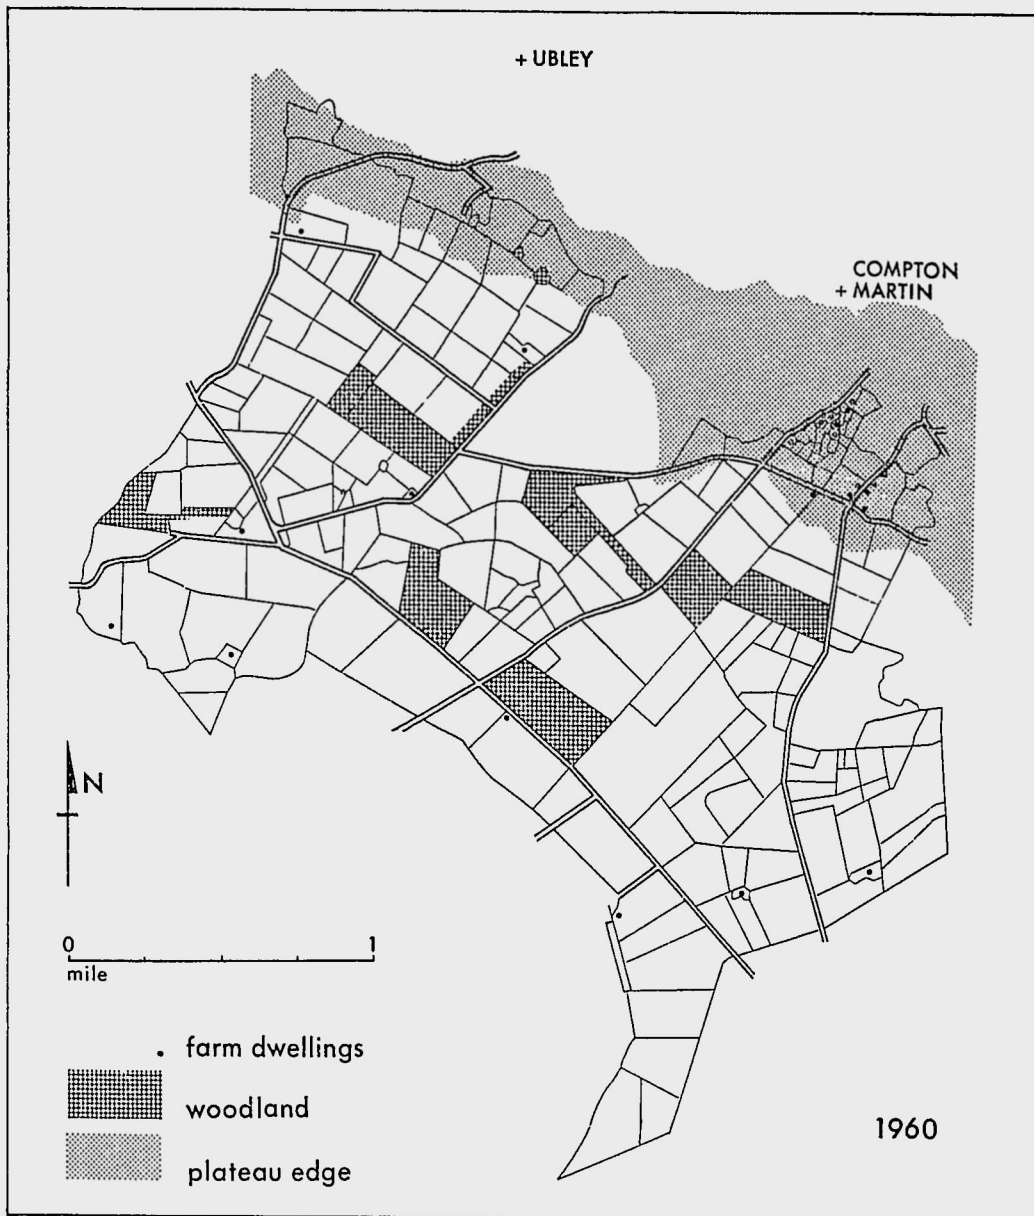 + UBLEY
COMPTON
+ MARTIN
N
0 1
mile
. farm dwellings
woodland
plateau edge
1960